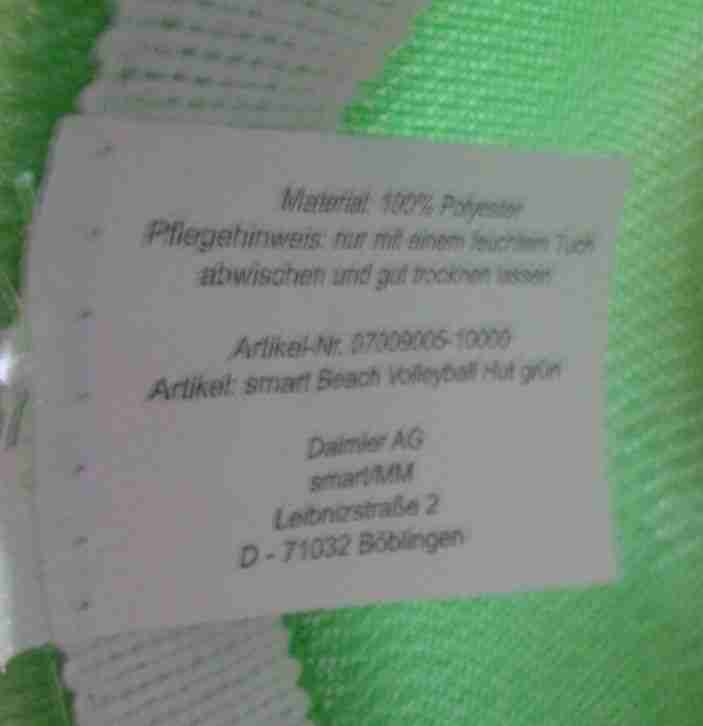 Material: 100% Polyester
Pflegehinweis: nur mit einem feuchten Tuch
abwischen und gut trocknen lassen
Artikel-Nr. 07009005-10000
Artikel: smart Beach Volleyball Hut grün
Daimler AG
smart/MM
Leibnizstraße 2
D - 71032 Böblingen